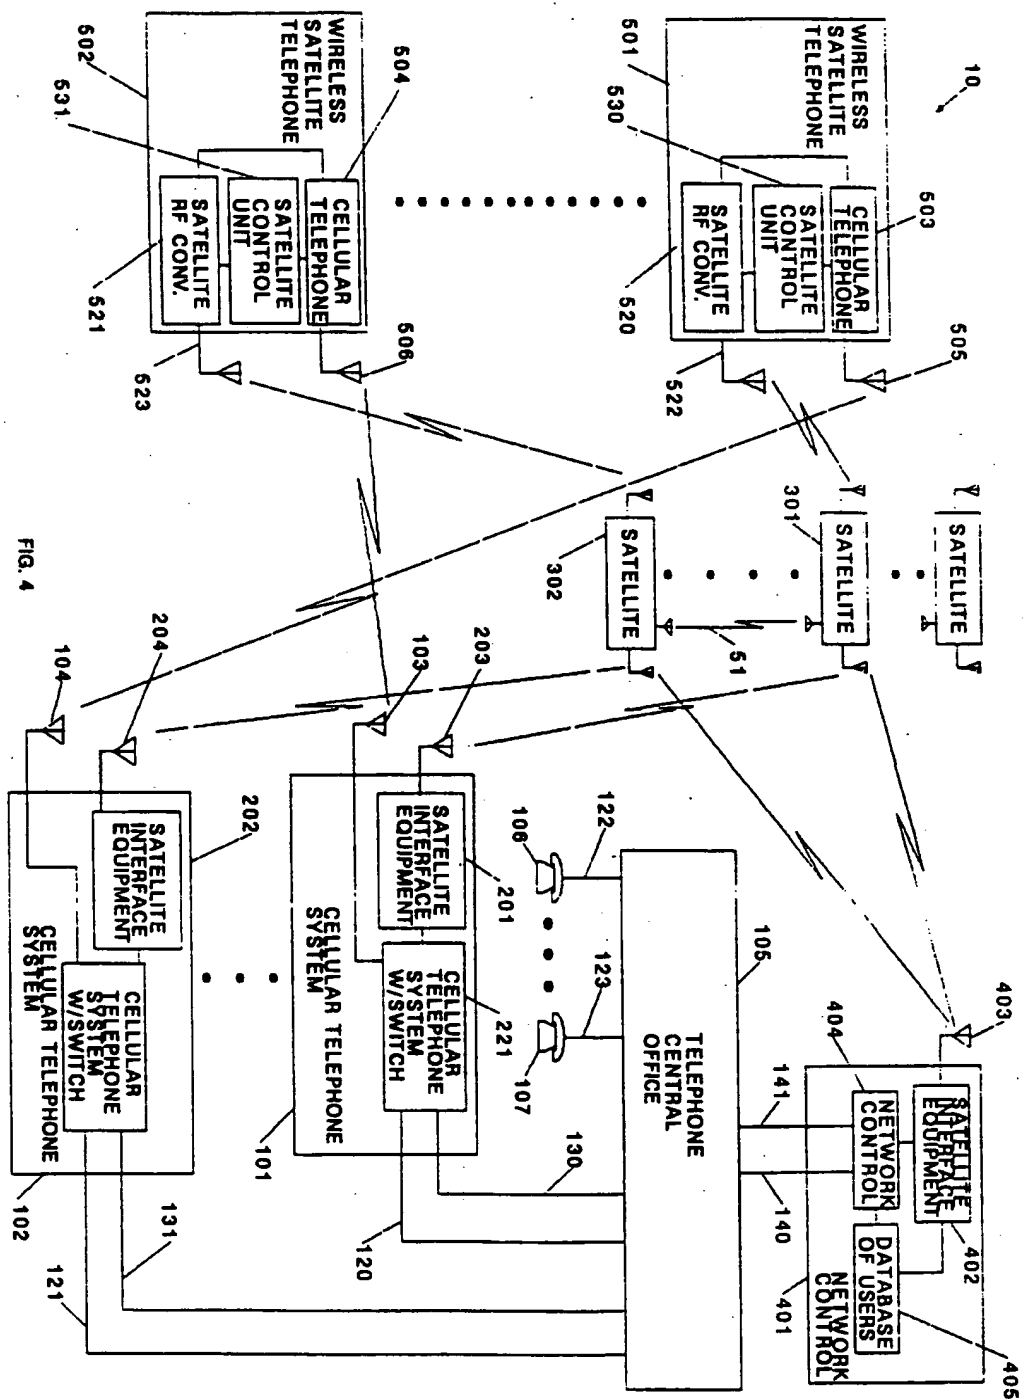 10
WIRELESS
SATELLITE
TELEPHONE
501
530
503
CELLULAR
TELEPHONE
SATELLITE
CONTROL
UNIT
SATELLITE
RF CONV.
520
522
505
WIRELESS
SATELLITE
TELEPHONE
502
531
504
CELLULAR
TELEPHONE
SATELLITE
CONTROL
UNIT
SATELLITE
RF CONV.
521
523
506
SATELLITE
301
SATELLITE
302
SATELLITE
51
403
404
SATELLITE
INTERFACE
EQUIPMENT
402
NETWORK
CONTROL
DATABASE
OF USERS
405
NETWORK
CONTROL
401
141
140
105
TELEPHONE
CENTRAL
OFFICE
122
106
123
107
203
103
SATELLITE
INTERFACE
EQUIPMENT
201
CELLULAR
TELEPHONE
SYSTEM
W/SWITCH
221
CELLULAR TELEPHONE
SYSTEM
101
130
120
204
104
202
SATELLITE
INTERFACE
EQUIPMENT
CELLULAR
TELEPHONE
SYSTEM
W/SWITCH
CELLULAR TELEPHONE
SYSTEM
102
131
121
FIG. 4